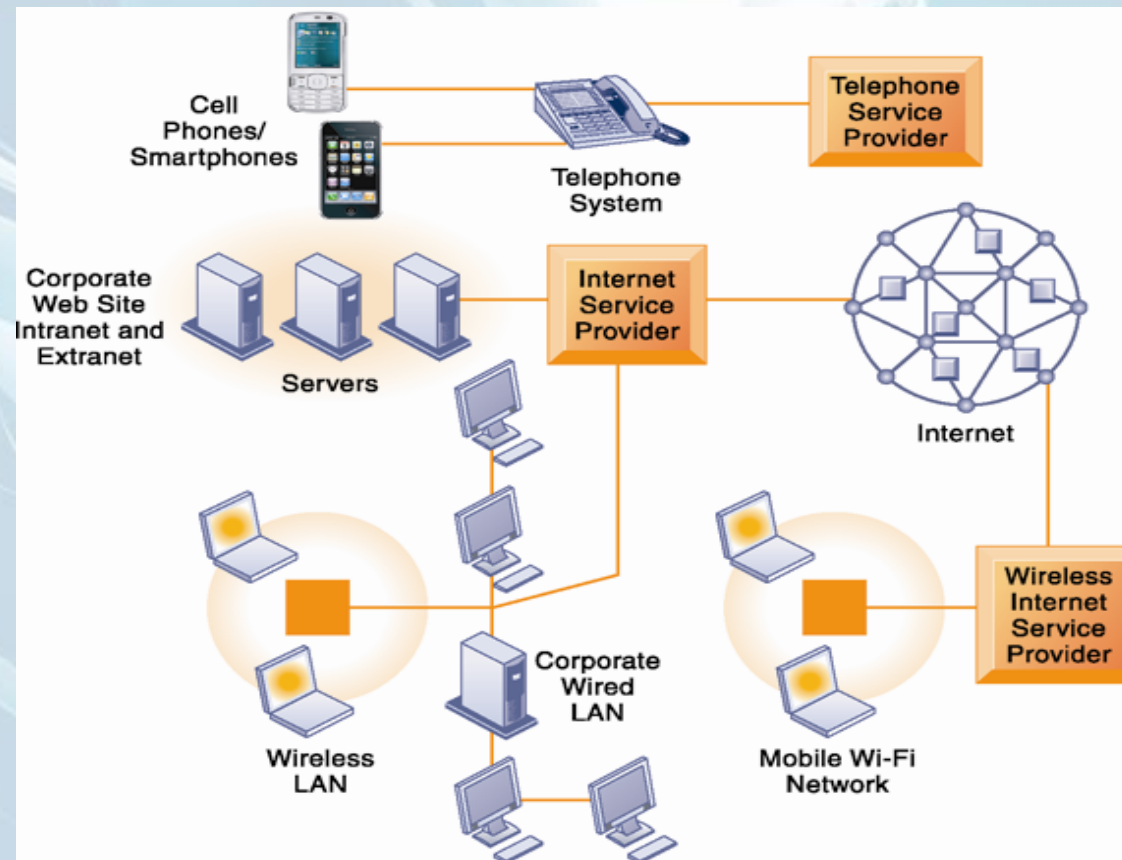 Cell
Phones/
Smartphones
Telephone
System
Telephone
Service
Provider
Corporate
Web Site
Intranet and
Extranet
Servers
Internet
Service
Provider
Internet
Wireless
LAN
Corporate
Wired
LAN
Mobile Wi-Fi
Network
Wireless
Internet
Service
Provider